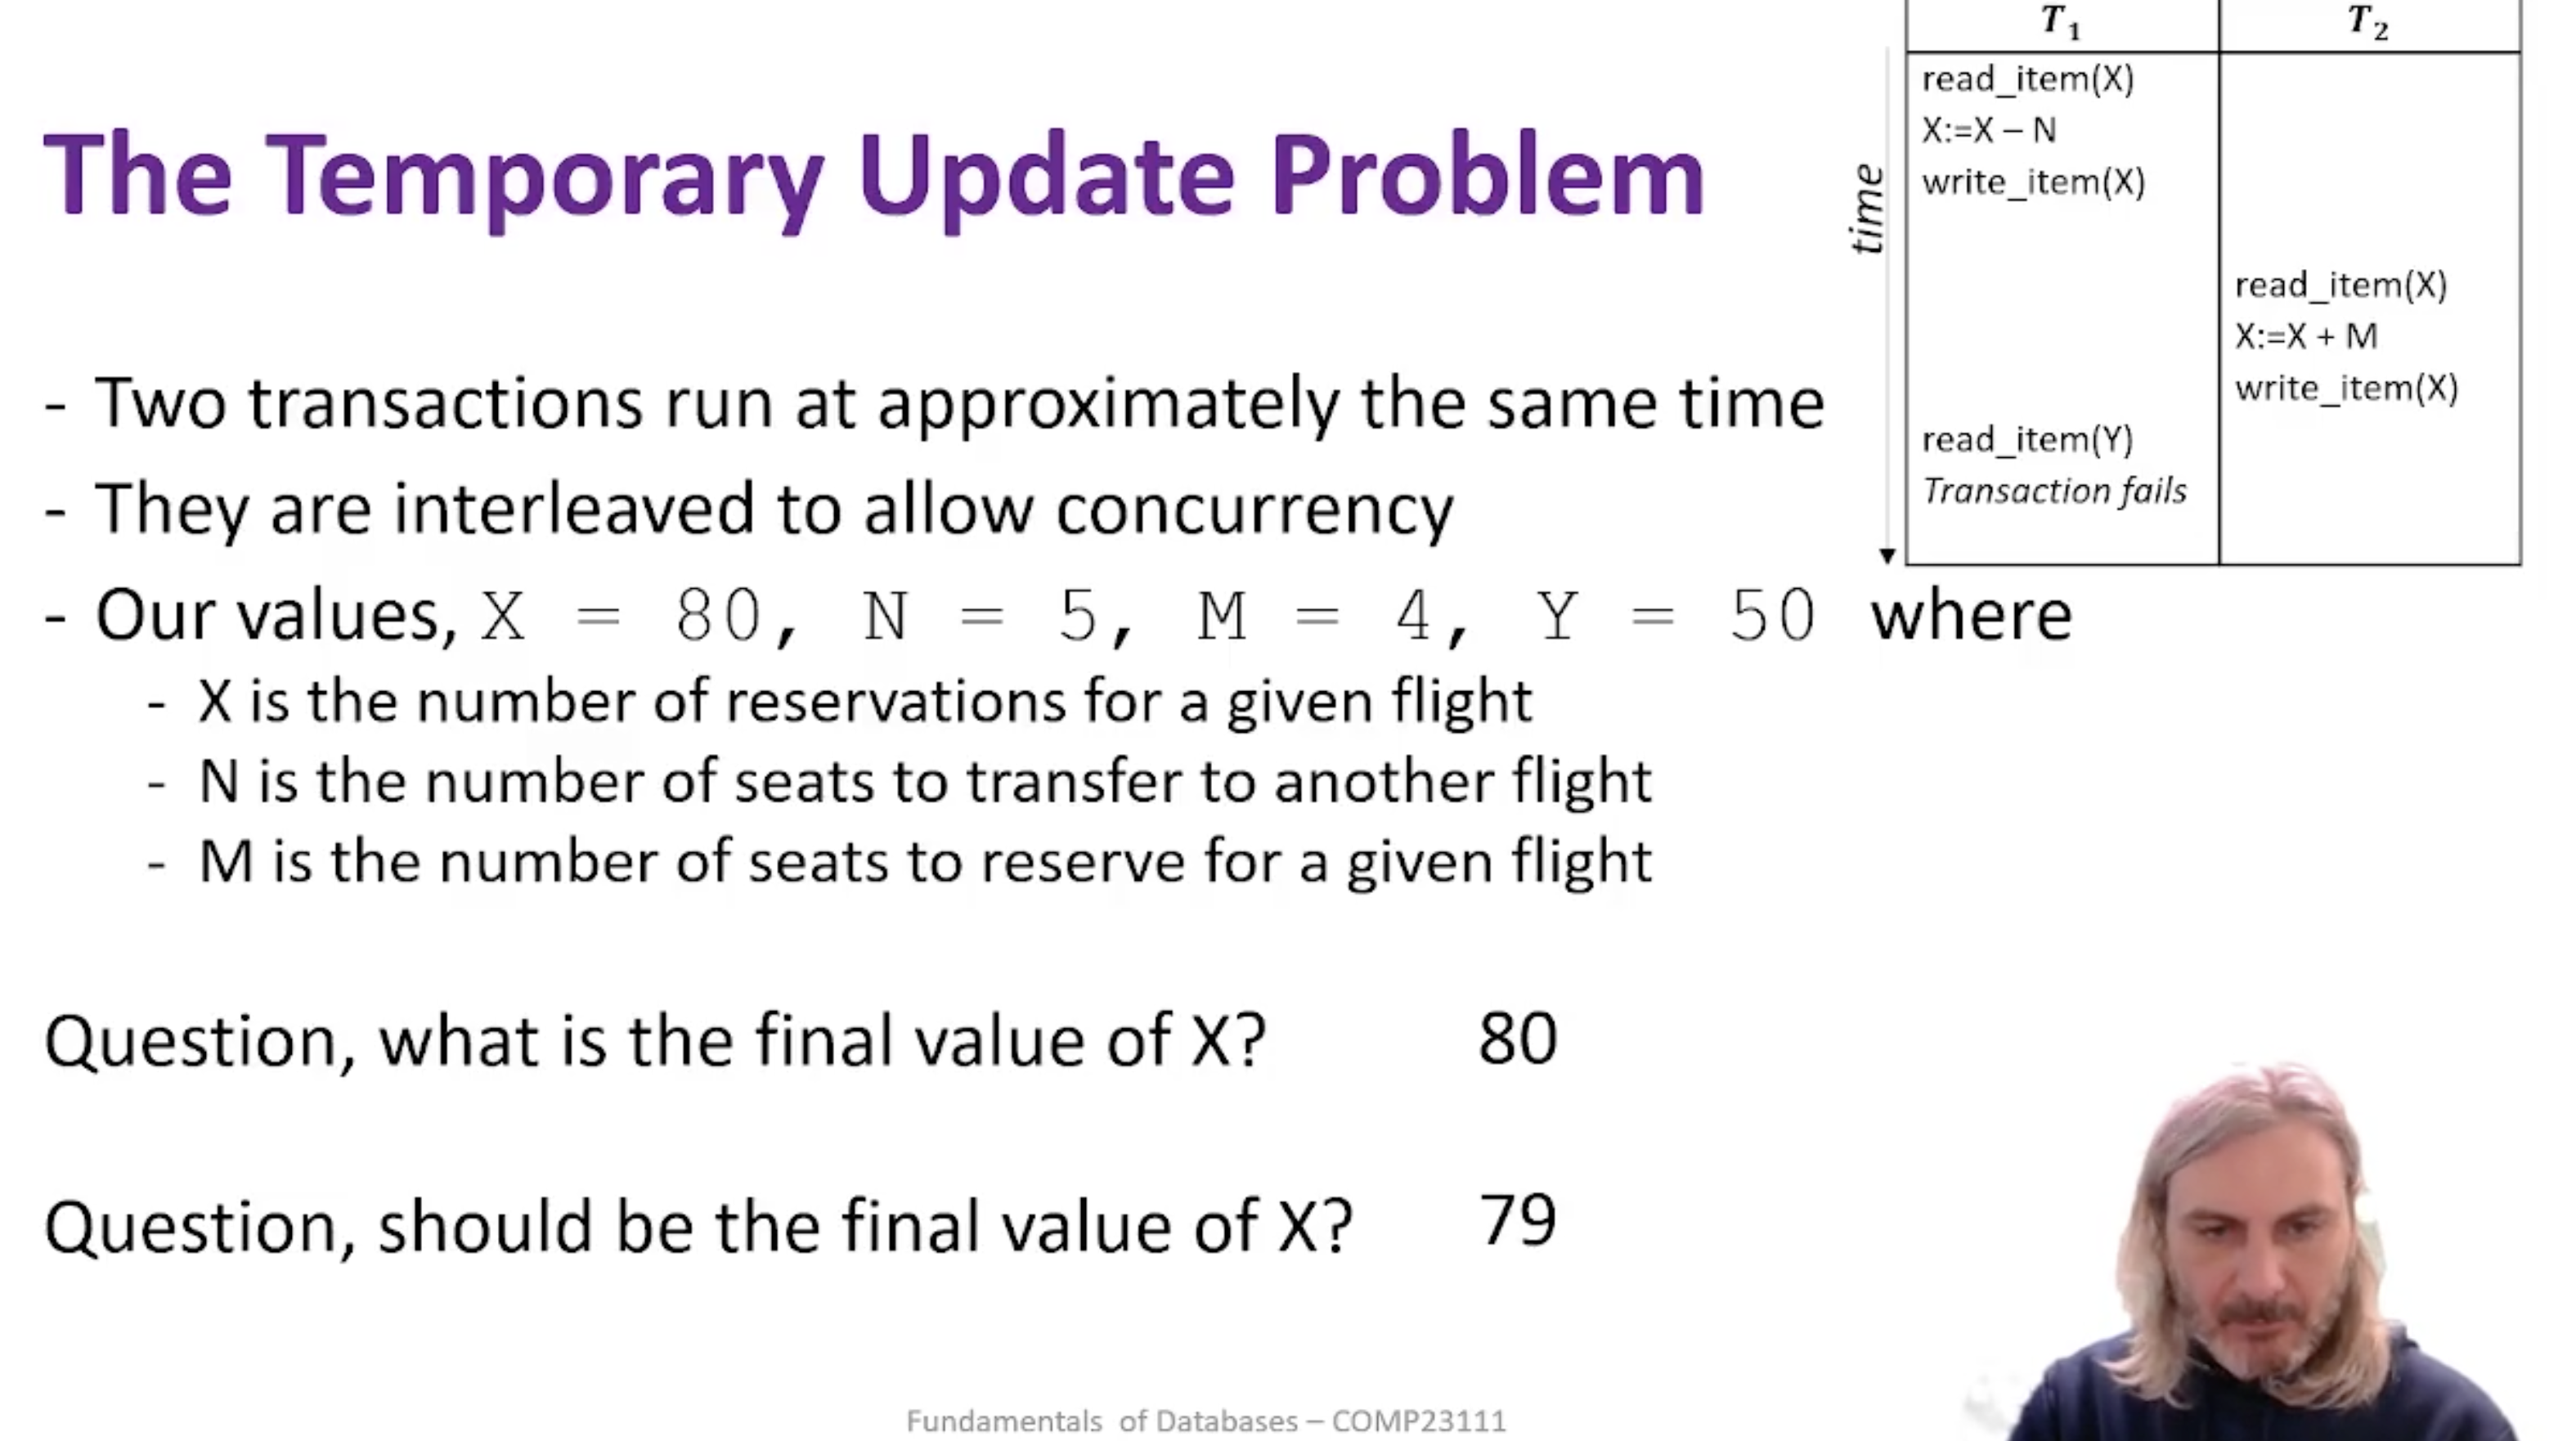 The Temporary Update Problem
- Two transactions run at approximately the same time
- They are interleaved to allow concurrency
- Our values, X = 80, N = 5, M = 4, Y = 50 where
- X is the number of reservations for a given flight
- N is the number of seats to transfer to another flight
- M is the number of seats to reserve for a given flight
Question, what is the final value of X? 80
Question, should be the final value of X? 79
time
T₁ T₂
read_item(X)
X:=X – N
write_item(X)
read_item(X)
X:=X + M
write_item(X)
read_item(Y)
Transaction fails
Fundamentals of Databases – COMP23111